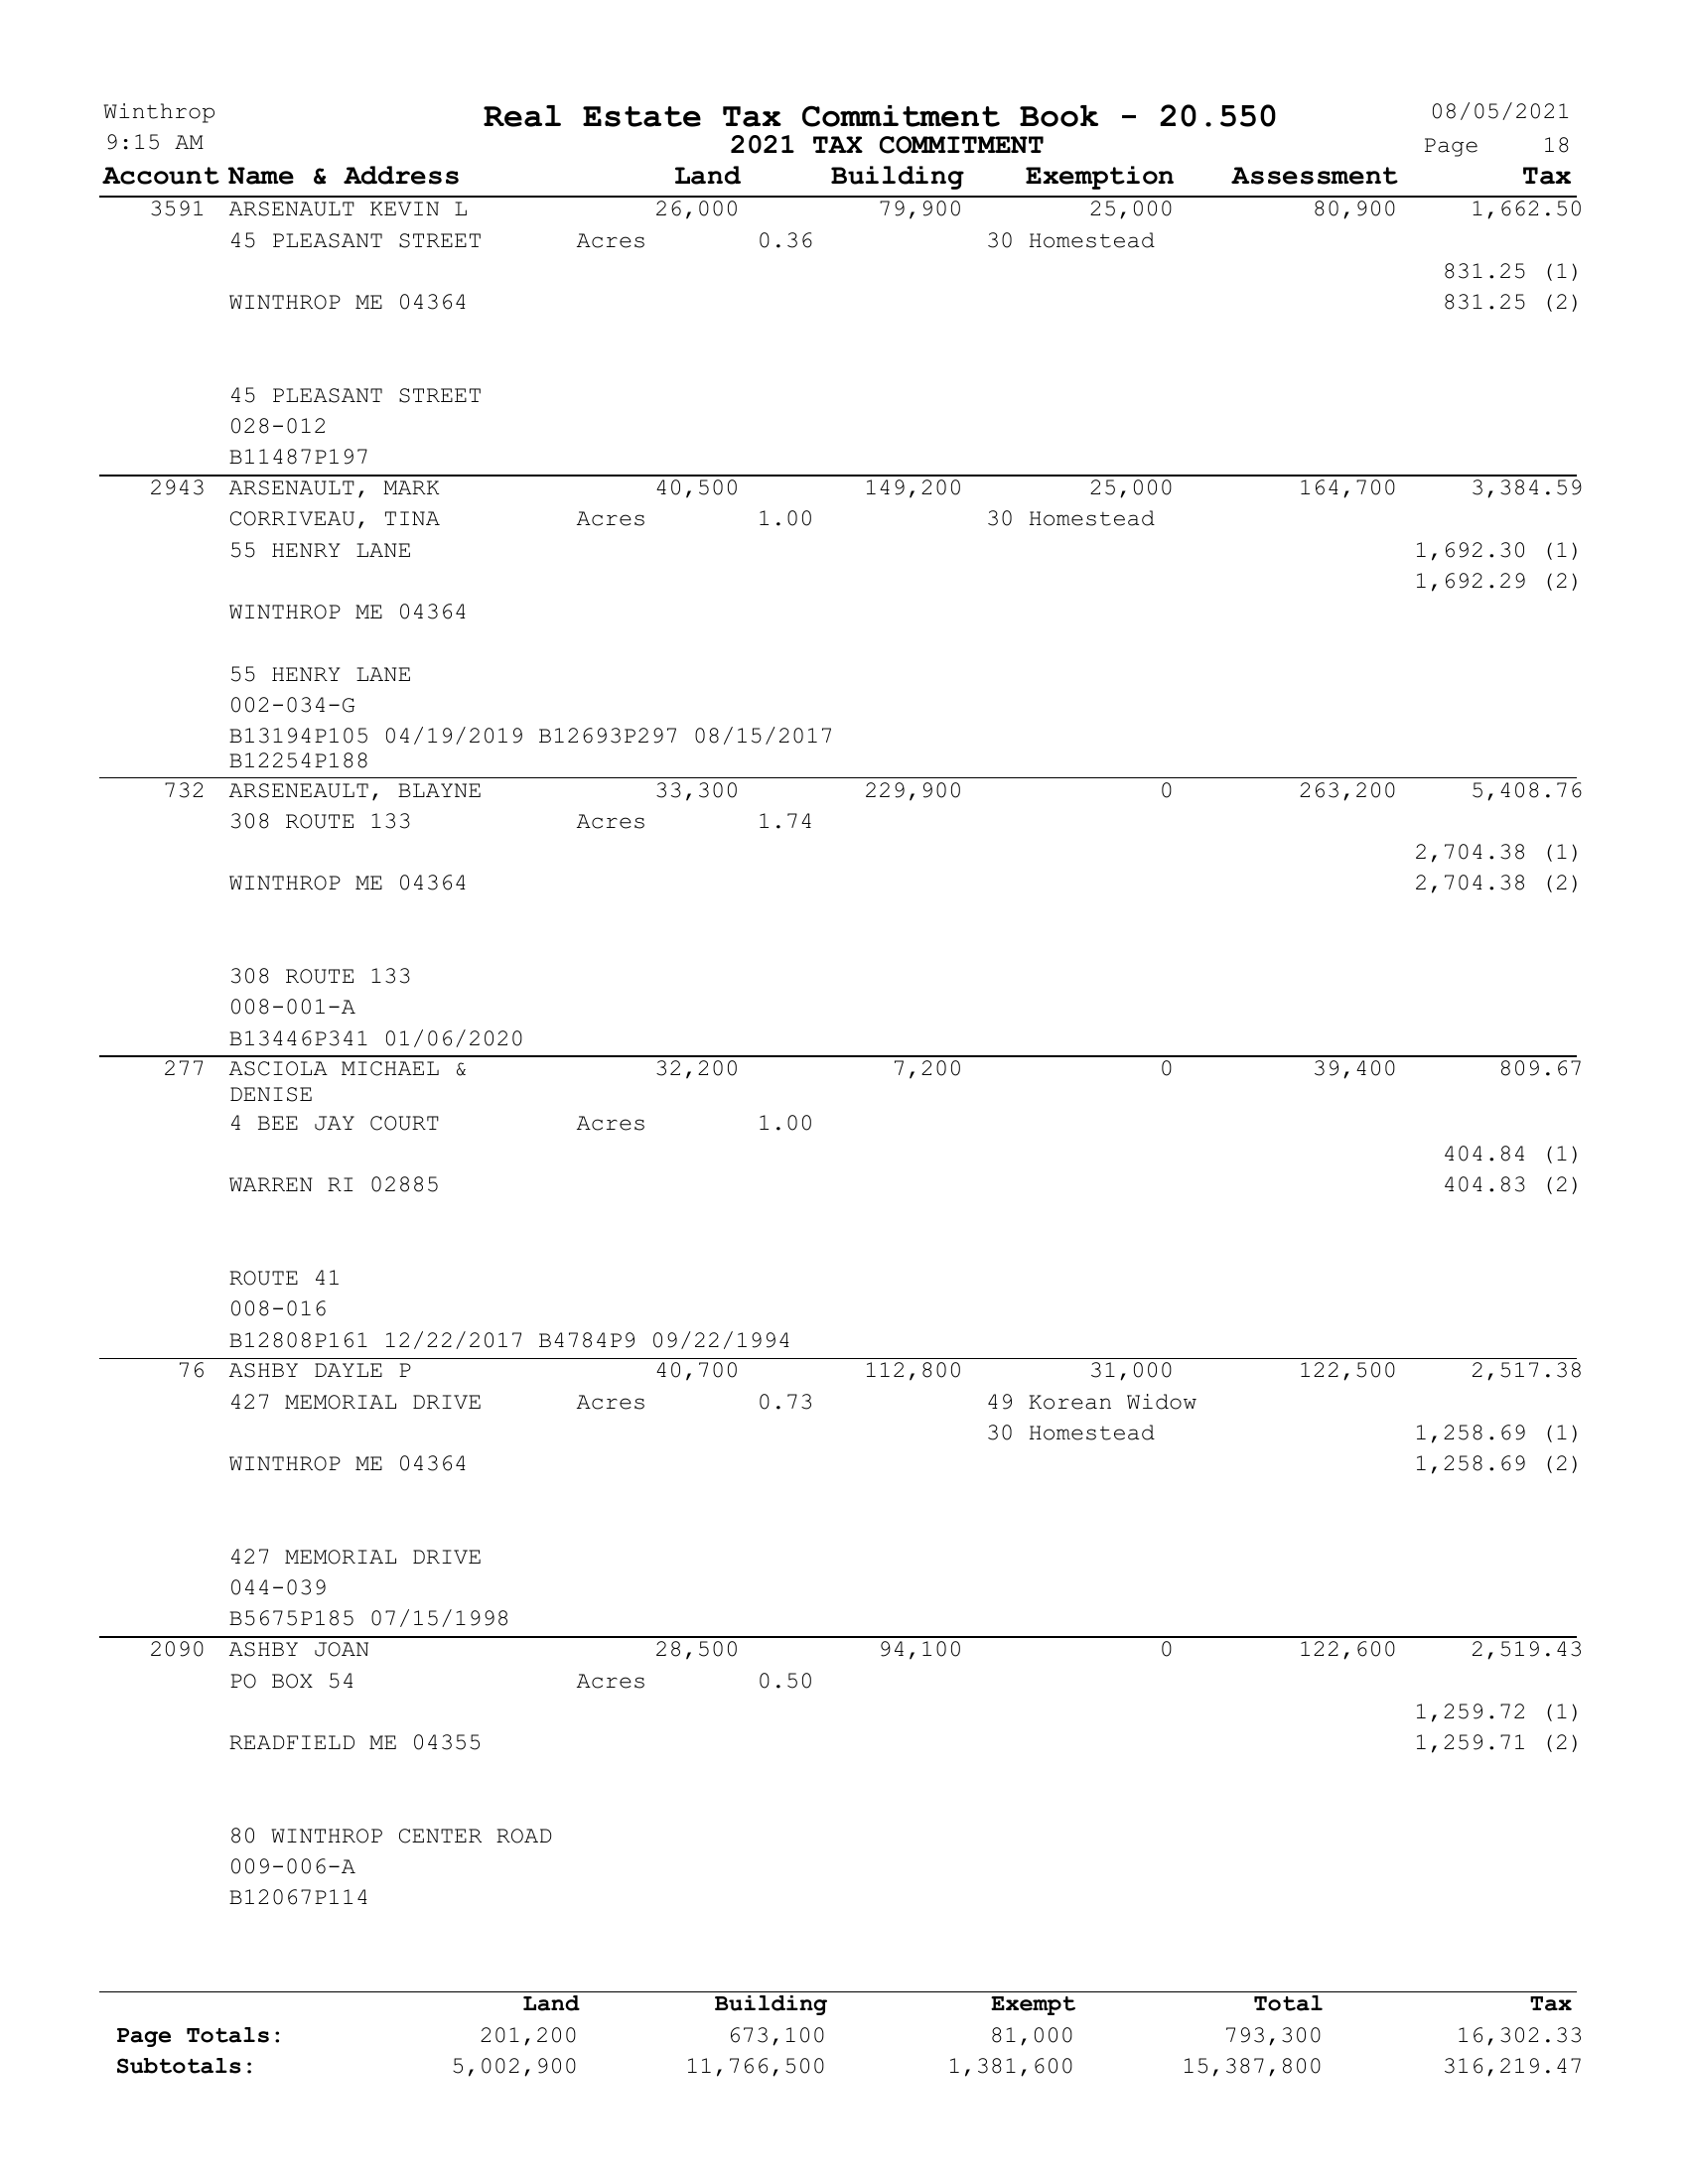 Winthrop Real Estate Tax Commitment Book - 20.550 08/05/2021
9:15 AM 2021 TAX COMMITMENT Page 18
Account Name & Address Land Building Exemption Assessment Tax
3591 ARSENAULT KEVIN L 26,000 79,900 25,000 80,900 1,662.50
45 PLEASANT STREET Acres 0.36 30 Homestead
831.25 (1)
WINTHROP ME 04364 831.25 (2)
45 PLEASANT STREET
028-012
B11487P197
2943 ARSENAULT, MARK 40,500 149,200 25,000 164,700 3,384.59
CORRIVEAU, TINA Acres 1.00 30 Homestead
55 HENRY LANE 1,692.30 (1)
1,692.29 (2)
WINTHROP ME 04364
55 HENRY LANE
002-034-G
B13194P105 04/19/2019 B12693P297 08/15/2017
B12254P188
732 ARSENEAULT, BLAYNE 33,300 229,900 0 263,200 5,408.76
308 ROUTE 133 Acres 1.74
2,704.38 (1)
WINTHROP ME 04364 2,704.38 (2)
308 ROUTE 133
008-001-A
B13446P341 01/06/2020
277 ASCIOLA MICHAEL & 32,200 7,200 0 39,400 809.67
DENISE
4 BEE JAY COURT Acres 1.00
404.84 (1)
WARREN RI 02885 404.83 (2)
ROUTE 41
008-016
B12808P161 12/22/2017 B4784P9 09/22/1994
76 ASHBY DAYLE P 40,700 112,800 31,000 122,500 2,517.38
427 MEMORIAL DRIVE Acres 0.73 49 Korean Widow
30 Homestead 1,258.69 (1)
WINTHROP ME 04364 1,258.69 (2)
427 MEMORIAL DRIVE
044-039
B5675P185 07/15/1998
2090 ASHBY JOAN 28,500 94,100 0 122,600 2,519.43
PO BOX 54 Acres 0.50
1,259.72 (1)
READFIELD ME 04355 1,259.71 (2)
80 WINTHROP CENTER ROAD
009-006-A
B12067P114
Land Building Exempt Total Tax
Page Totals: 201,200 673,100 81,000 793,300 16,302.33
Subtotals: 5,002,900 11,766,500 1,381,600 15,387,800 316,219.47